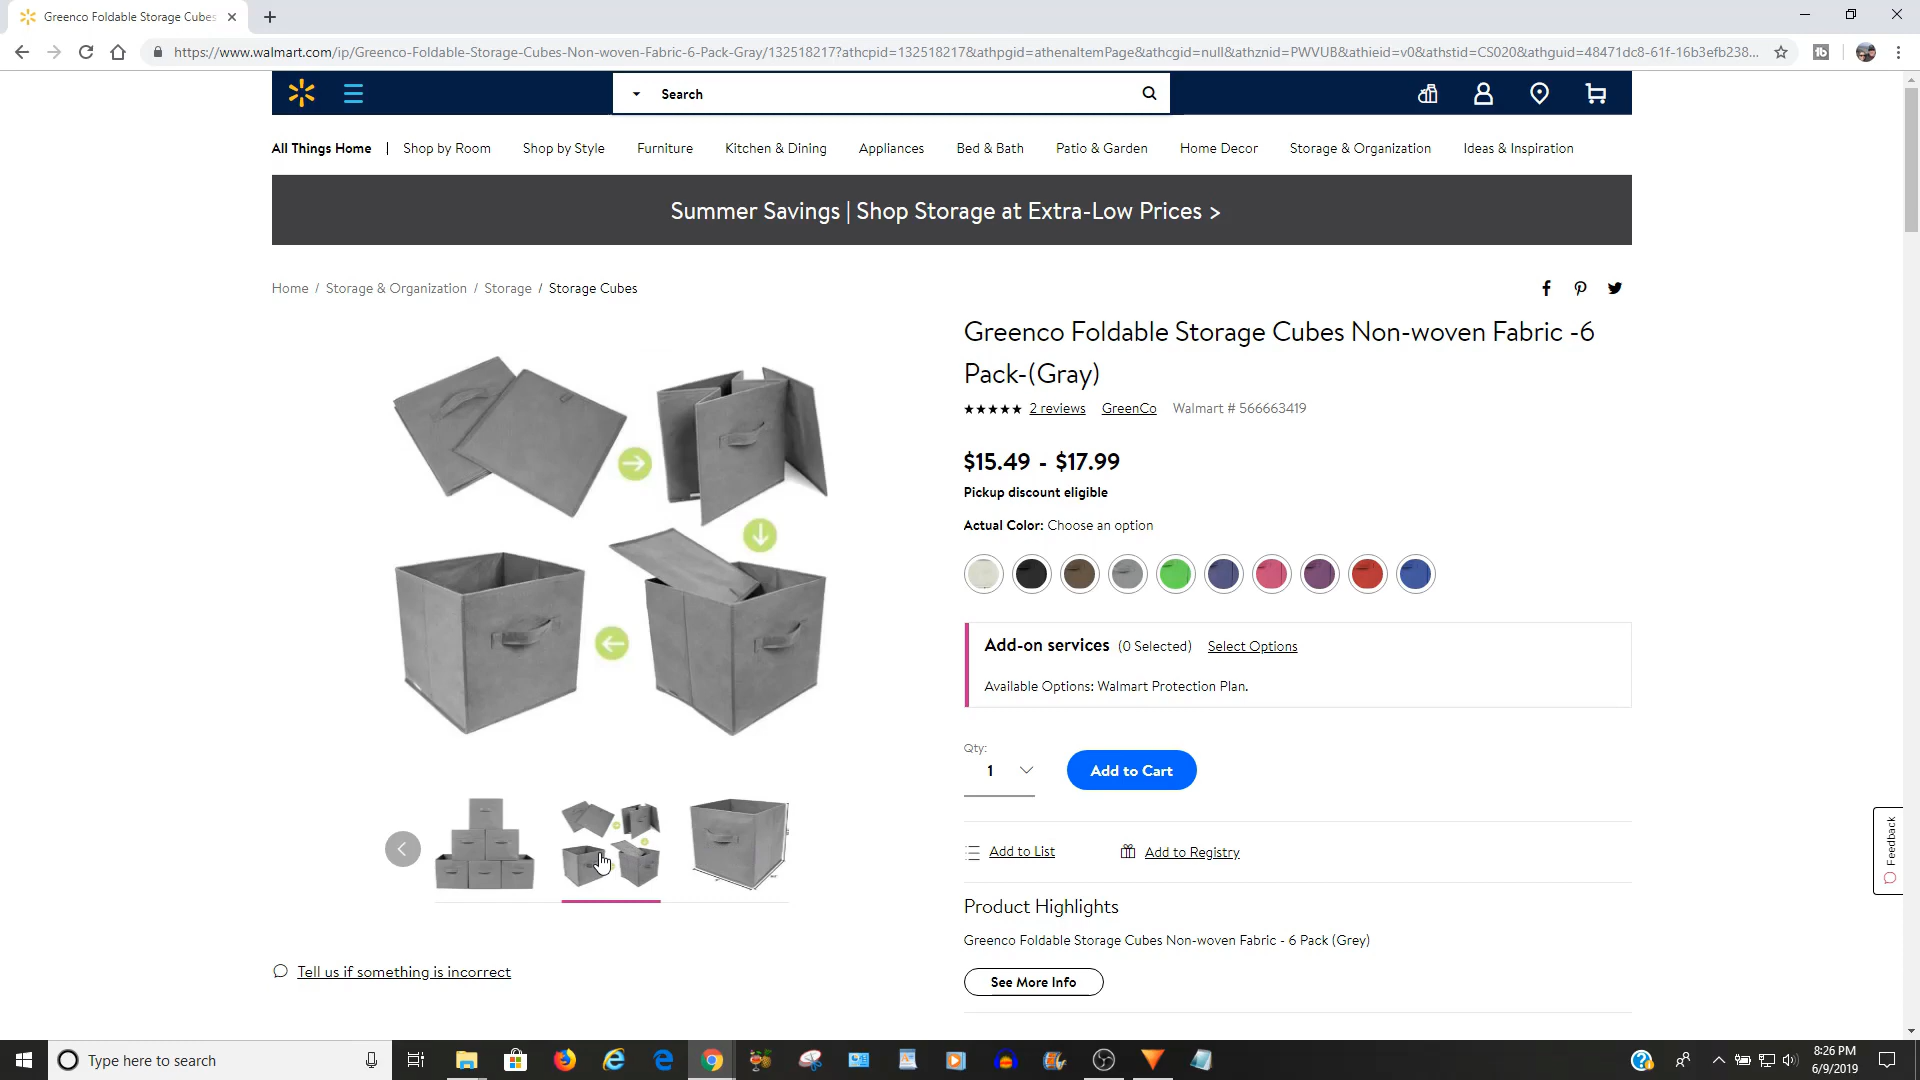 Greenco Foldable Storage Cubes
https://www.walmart.com/ip/Greenco-Foldable-Storage-Cubes-Non-woven-Fabric-6-Pack-Gray/132518217?athcpid=132518217&athpgid=athenaItemPage&athcgid=null&athznid=PWVUB&athieid=v0&athstid=CS020&athguid=48471dc8-61f-16b3efb238...
Search
All Things Home | Shop by Room Shop by Style Furniture Kitchen & Dining Appliances Bed & Bath Patio & Garden Home Decor Storage & Organization Ideas & Inspiration
Summer Savings | Shop Storage at Extra-Low Prices >
Home / Storage & Organization / Storage / Storage Cubes
Greenco Foldable Storage Cubes Non-woven Fabric -6
Pack-(Gray)
2 reviews GreenCo Walmart # 566663419
$15.49 - $17.99
Pickup discount eligible
Actual Color: Choose an option
Add-on services (0 Selected) Select Options
Available Options: Walmart Protection Plan.
Qty:
1 Add to Cart
Add to List Add to Registry
Feedback
Product Highlights
Greenco Foldable Storage Cubes Non-woven Fabric - 6 Pack (Grey)
See More Info
Tell us if something is incorrect
Type here to search
8:26 PM
6/9/2019